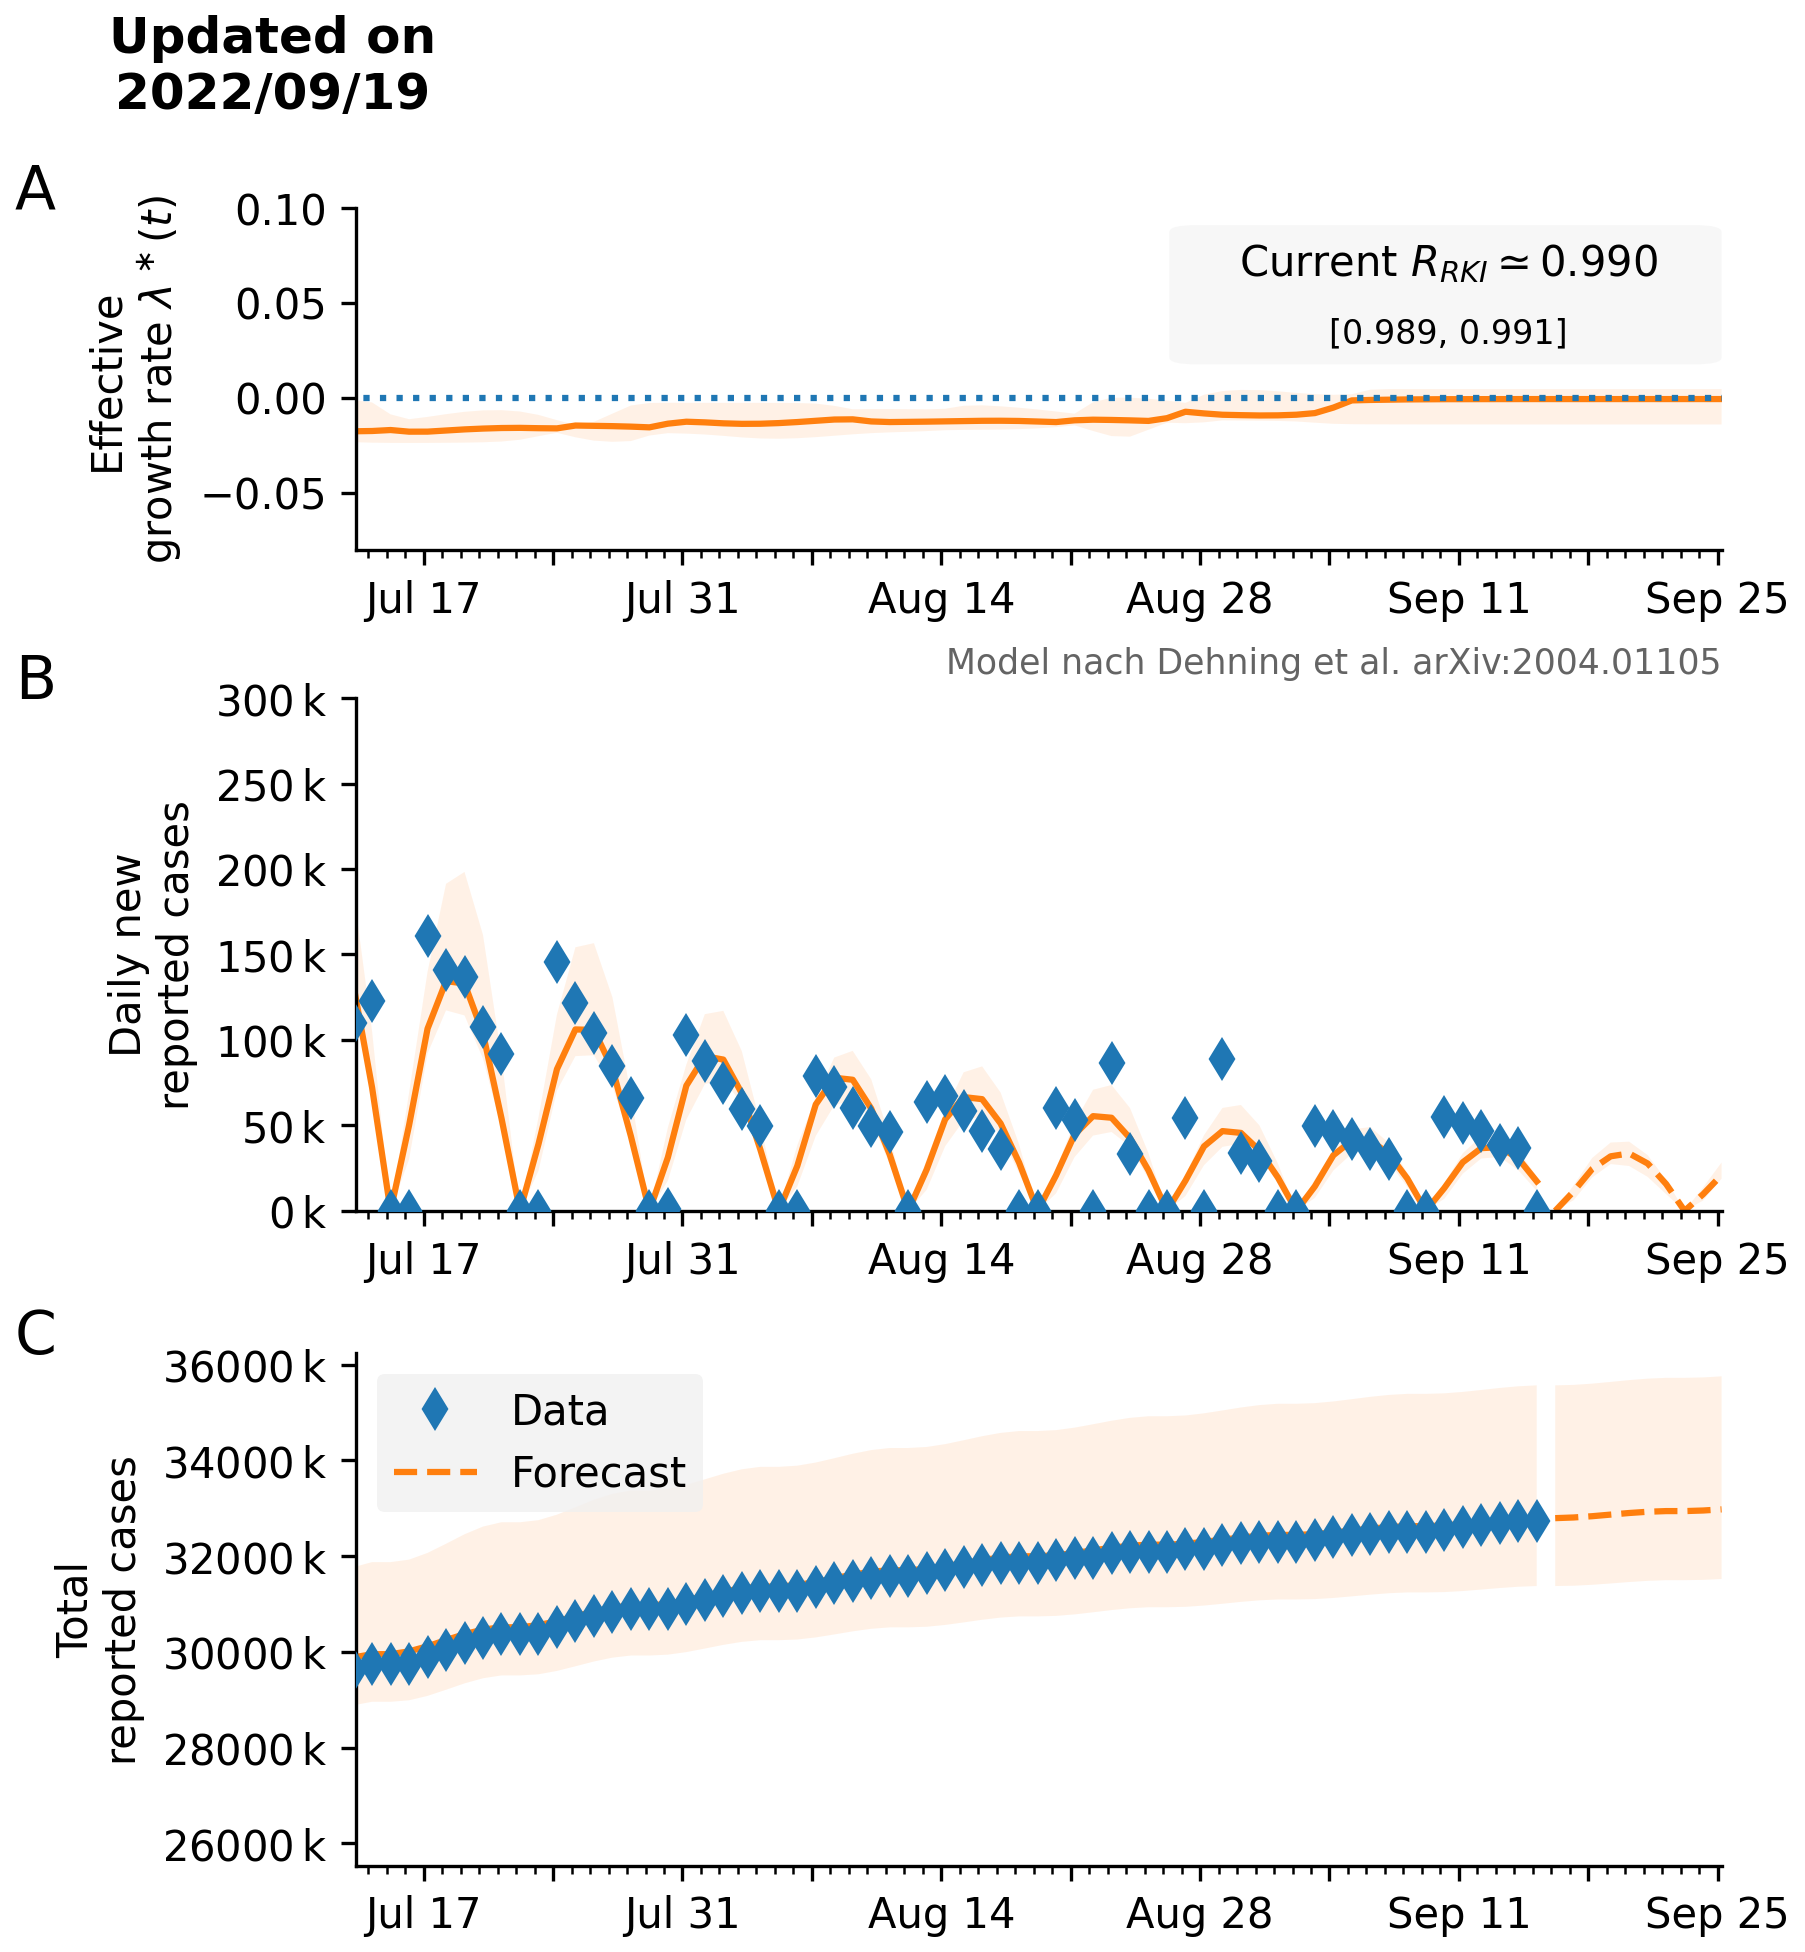 Updated on
2022/09/19
A
Effective
growth rate λ * (t)
0.10
0.05
0.00
−0.05
Current R_RKI ≃ 0.990
[0.989, 0.991]
Jul 17 Jul 31 Aug 14 Aug 28 Sep 11 Sep 25
Model nach Dehning et al. arXiv:2004.01105
B
Daily new
reported cases
300 k
250 k
200 k
150 k
100 k
50 k
0 k
Jul 17 Jul 31 Aug 14 Aug 28 Sep 11 Sep 25
C
Total
reported cases
36000 k
34000 k
32000 k
30000 k
28000 k
26000 k
Data
Forecast
Jul 17 Jul 31 Aug 14 Aug 28 Sep 11 Sep 25